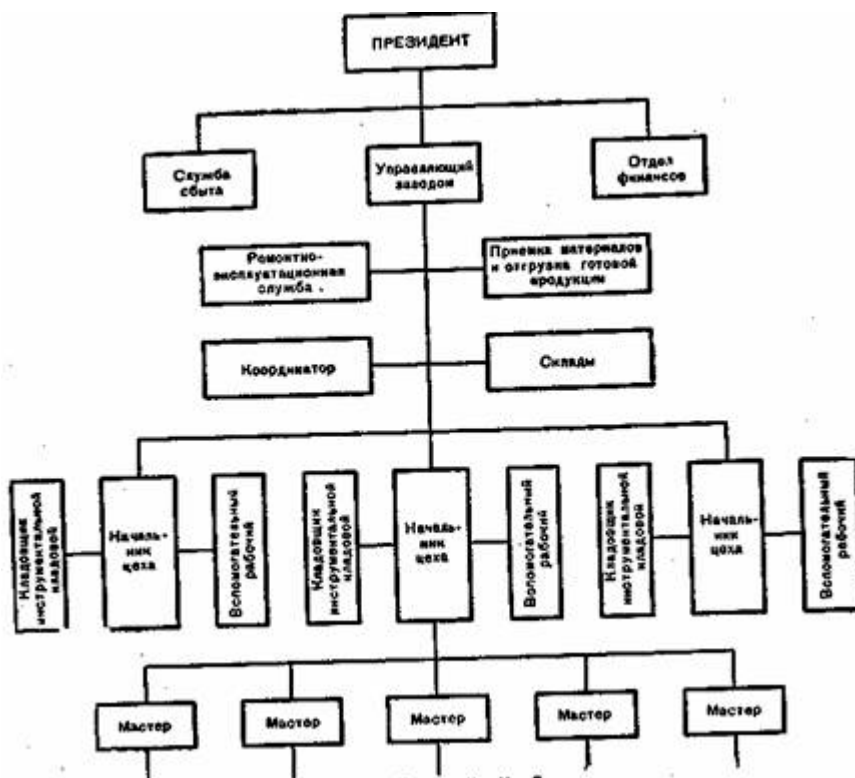 ПРЕЗИДЕНТ
Служба
сбыта
Управляющий
заводом
Отдел
финансов
Ремонтно-
эксплуатационная
служба .
Приемка материалов
и отгрузка готовой
продукции
Координатор
Склады
Кладовщик
инструментальной
кладовой
Началь-
ник
цеха
Вспомогательный
рабочий
Кладовщик
инструментальной
кладовой
Началь-
ник
цеха
Вспомогательный
рабочий
Кладовщик
инструментальной
кладовой
Началь-
ник
цеха
Вспомогательный
рабочий
Мастер
Мастер
Мастер
Мастер
Мастер